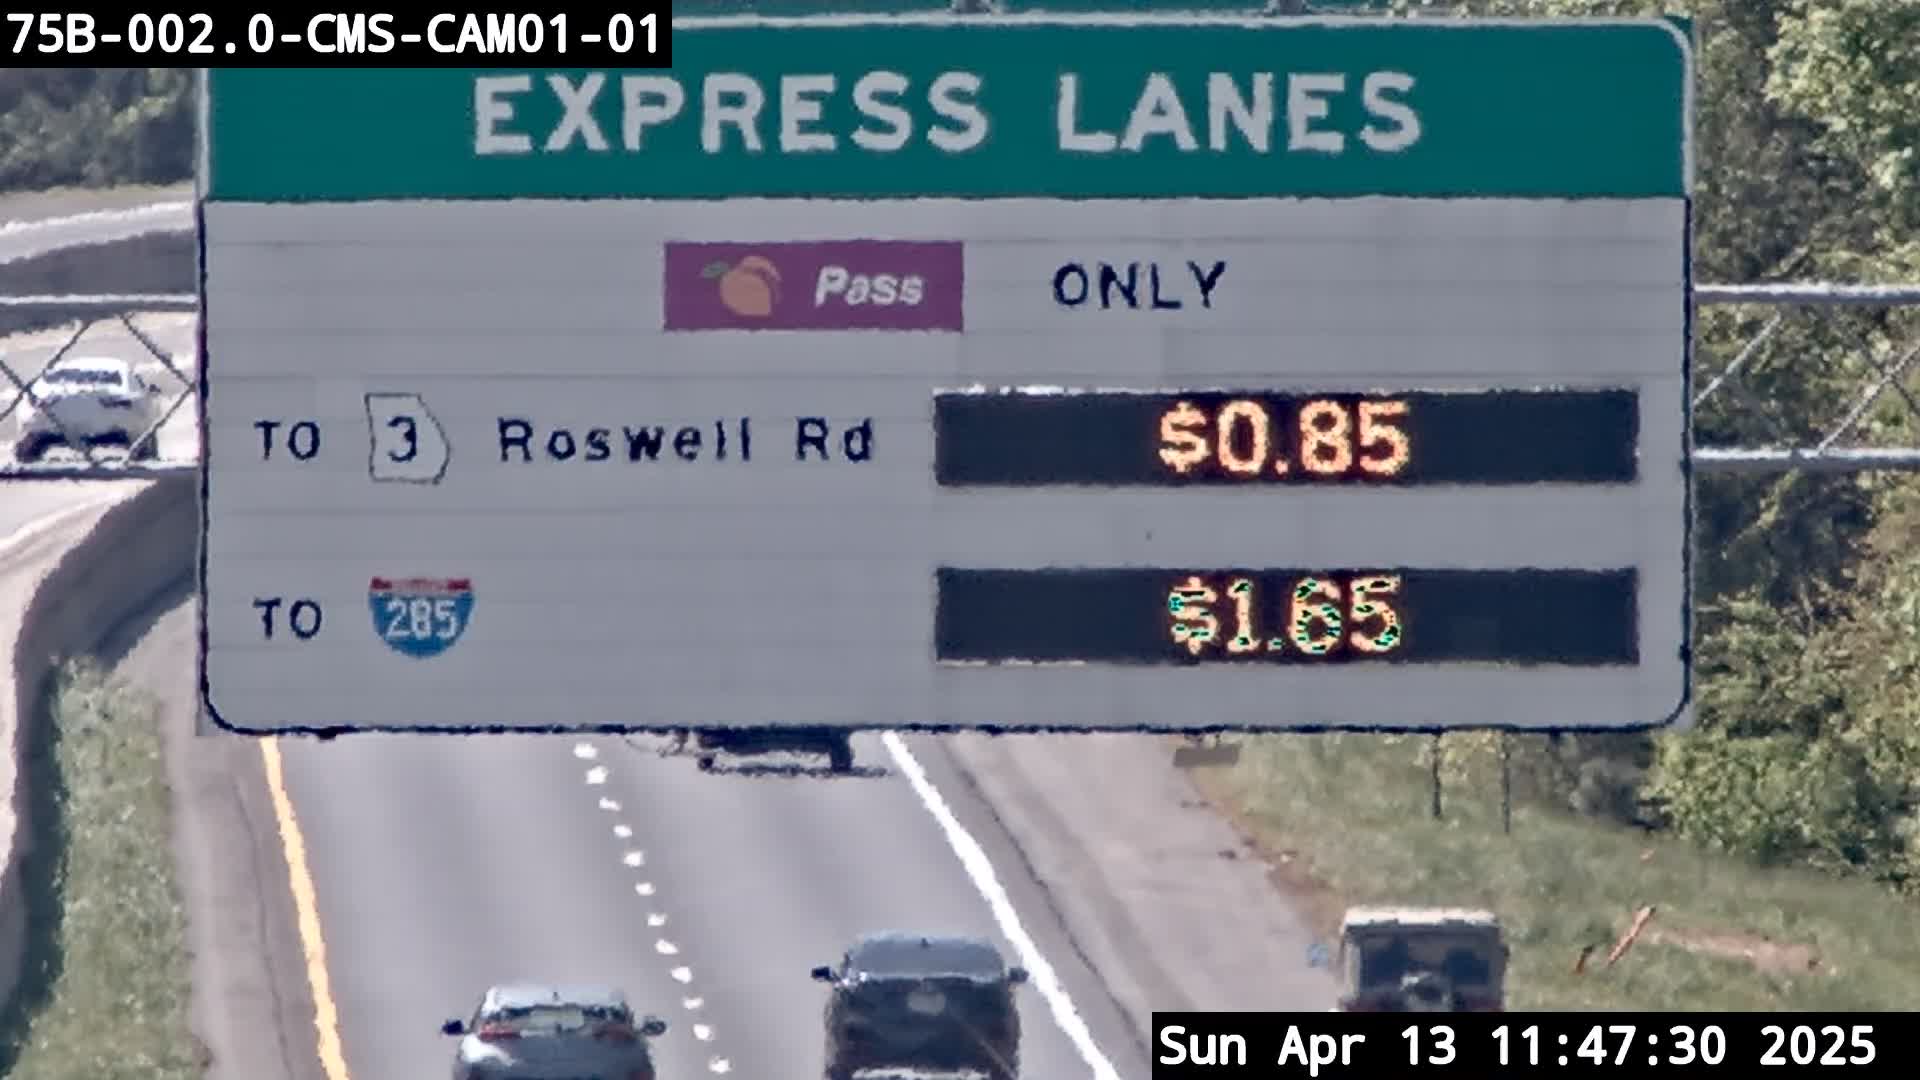 75B-002.0-CMS-CAM01-01
EXPRESS LANES
Pass ONLY
TO 3 Roswell Rd $0.85
TO 285 $1.65
Sun Apr 13 11:47:30 2025